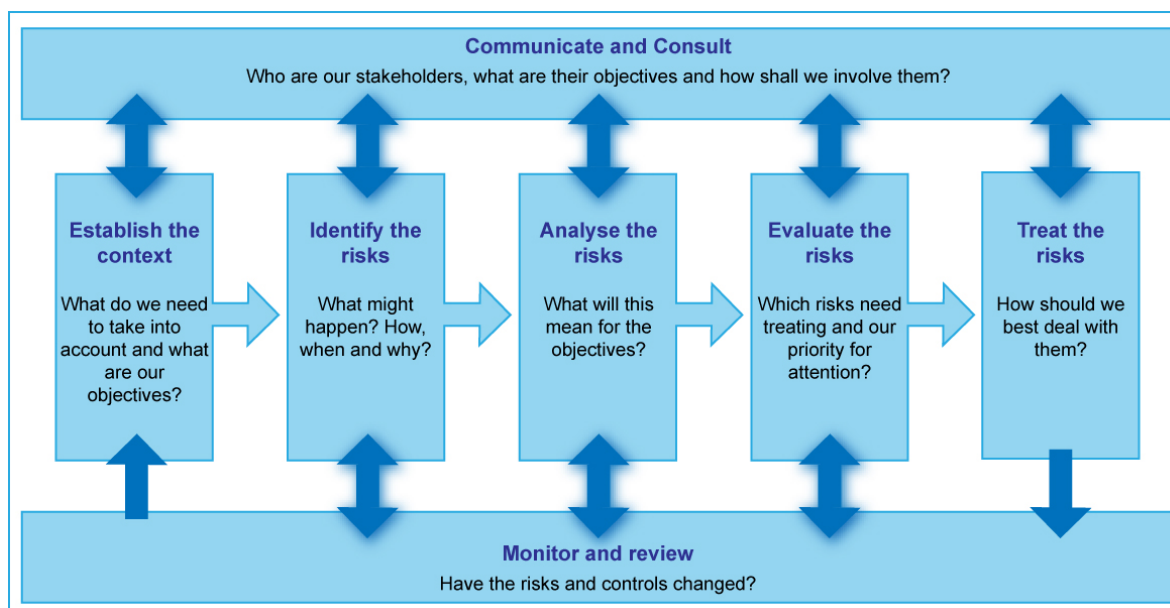 Communicate and Consult
Who are our stakeholders, what are their objectives and how shall we involve them?
Establish the
context
What do we need
to take into
account and what
are our
objectives?
Identify the
risks
What might
happen? How,
when and why?
Analyse the
risks
What will this
mean for the
objectives?
Evaluate the
risks
Which risks need
treating and our
priority for
attention?
Treat the
risks
How should we
best deal with
them?
Monitor and review
Have the risks and controls changed?